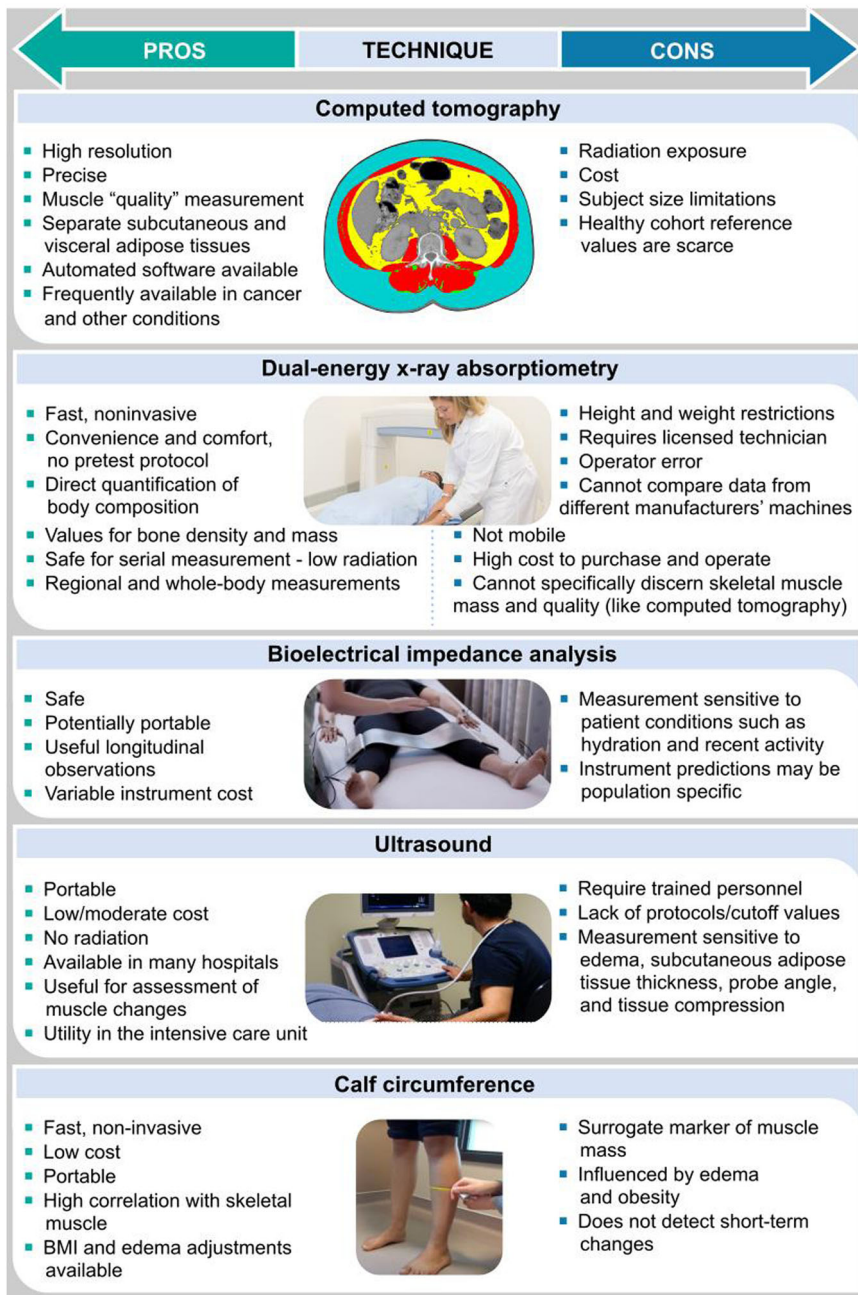 PROS
TECHNIQUE
CONS
Computed tomography
High resolution
Precise
Muscle “quality” measurement
Separate subcutaneous and
visceral adipose tissues
Automated software available
Frequently available in cancer
and other conditions
Radiation exposure
Cost
Subject size limitations
Healthy cohort reference
values are scarce
Dual-energy x-ray absorptiometry
Fast, noninvasive
Convenience and comfort,
no pretest protocol
Direct quantification of
body composition
Values for bone density and mass
Safe for serial measurement - low radiation
Regional and whole-body measurements
Height and weight restrictions
Requires licensed technician
Operator error
Cannot compare data from
different manufacturers’ machines
Not mobile
High cost to purchase and operate
Cannot specifically discern skeletal muscle
mass and quality (like computed tomography)
Bioelectrical impedance analysis
Safe
Potentially portable
Useful longitudinal
observations
Variable instrument cost
Measurement sensitive to
patient conditions such as
hydration and recent activity
Instrument predictions may be
population specific
Ultrasound
Portable
Low/moderate cost
No radiation
Available in many hospitals
Useful for assessment of
muscle changes
Utility in the intensive care unit
Require trained personnel
Lack of protocols/cutoff values
Measurement sensitive to
edema, subcutaneous adipose
tissue thickness, probe angle,
and tissue compression
Calf circumference
Fast, non-invasive
Low cost
Portable
High correlation with skeletal
muscle
BMI and edema adjustments
available
Surrogate marker of muscle
mass
Influenced by edema
and obesity
Does not detect short-term
changes